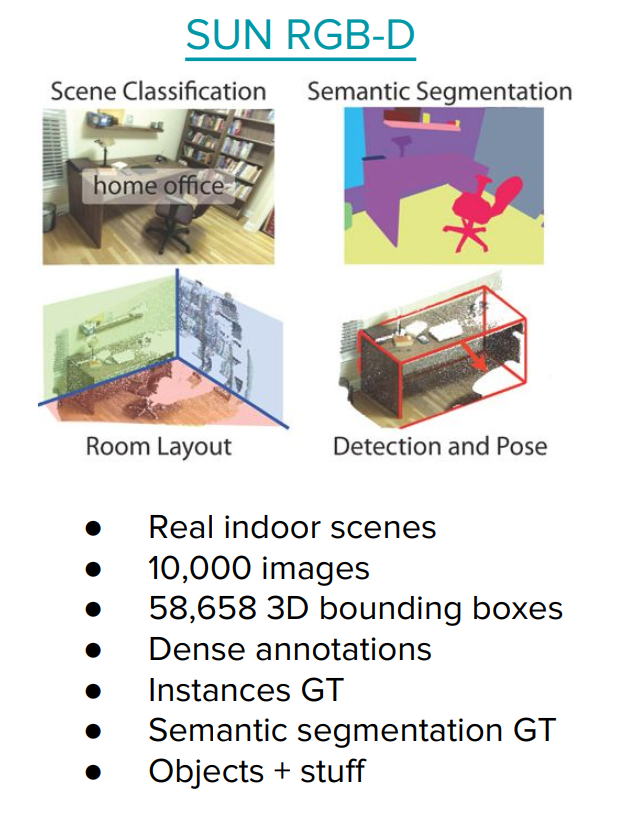 SUN RGB-D
Scene Classification
Semantic Segmentation
home office
Room Layout
Detection and Pose
● Real indoor scenes
● 10,000 images
● 58,658 3D bounding boxes
● Dense annotations
● Instances GT
● Semantic segmentation GT
● Objects + stuff